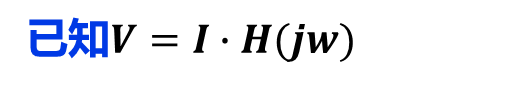 已知V = I · H(jw)